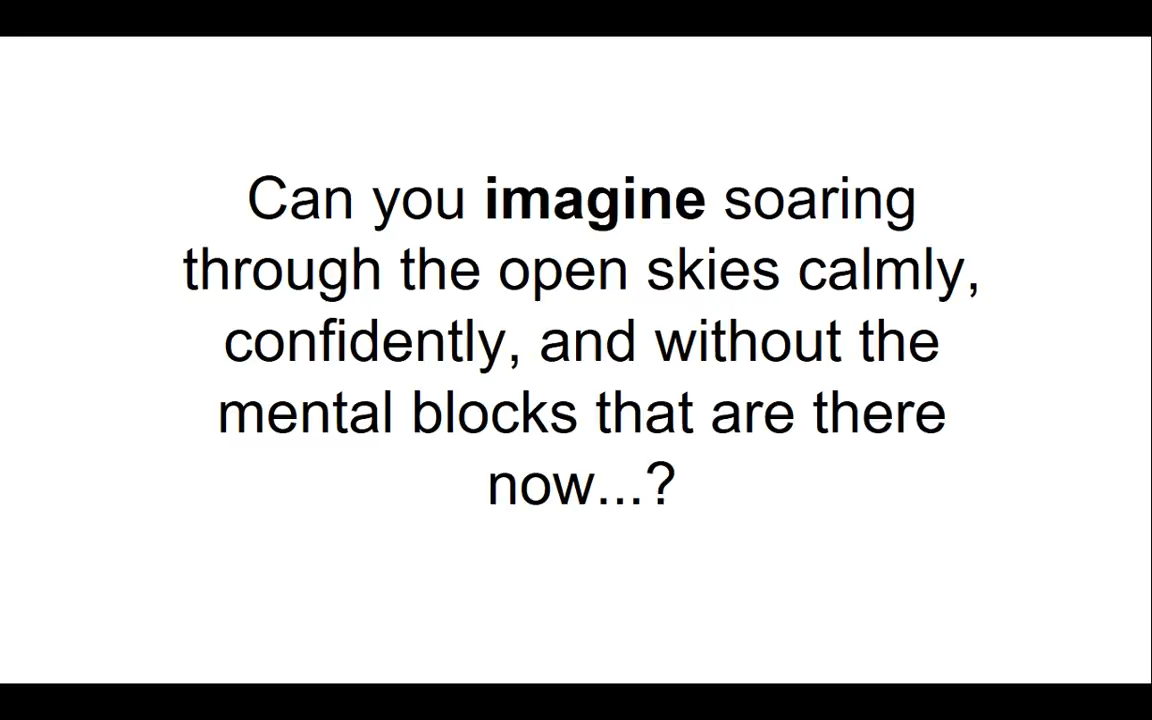 Can you imagine soaring
through the open skies calmly,
confidently, and without the
mental blocks that are there
now...?